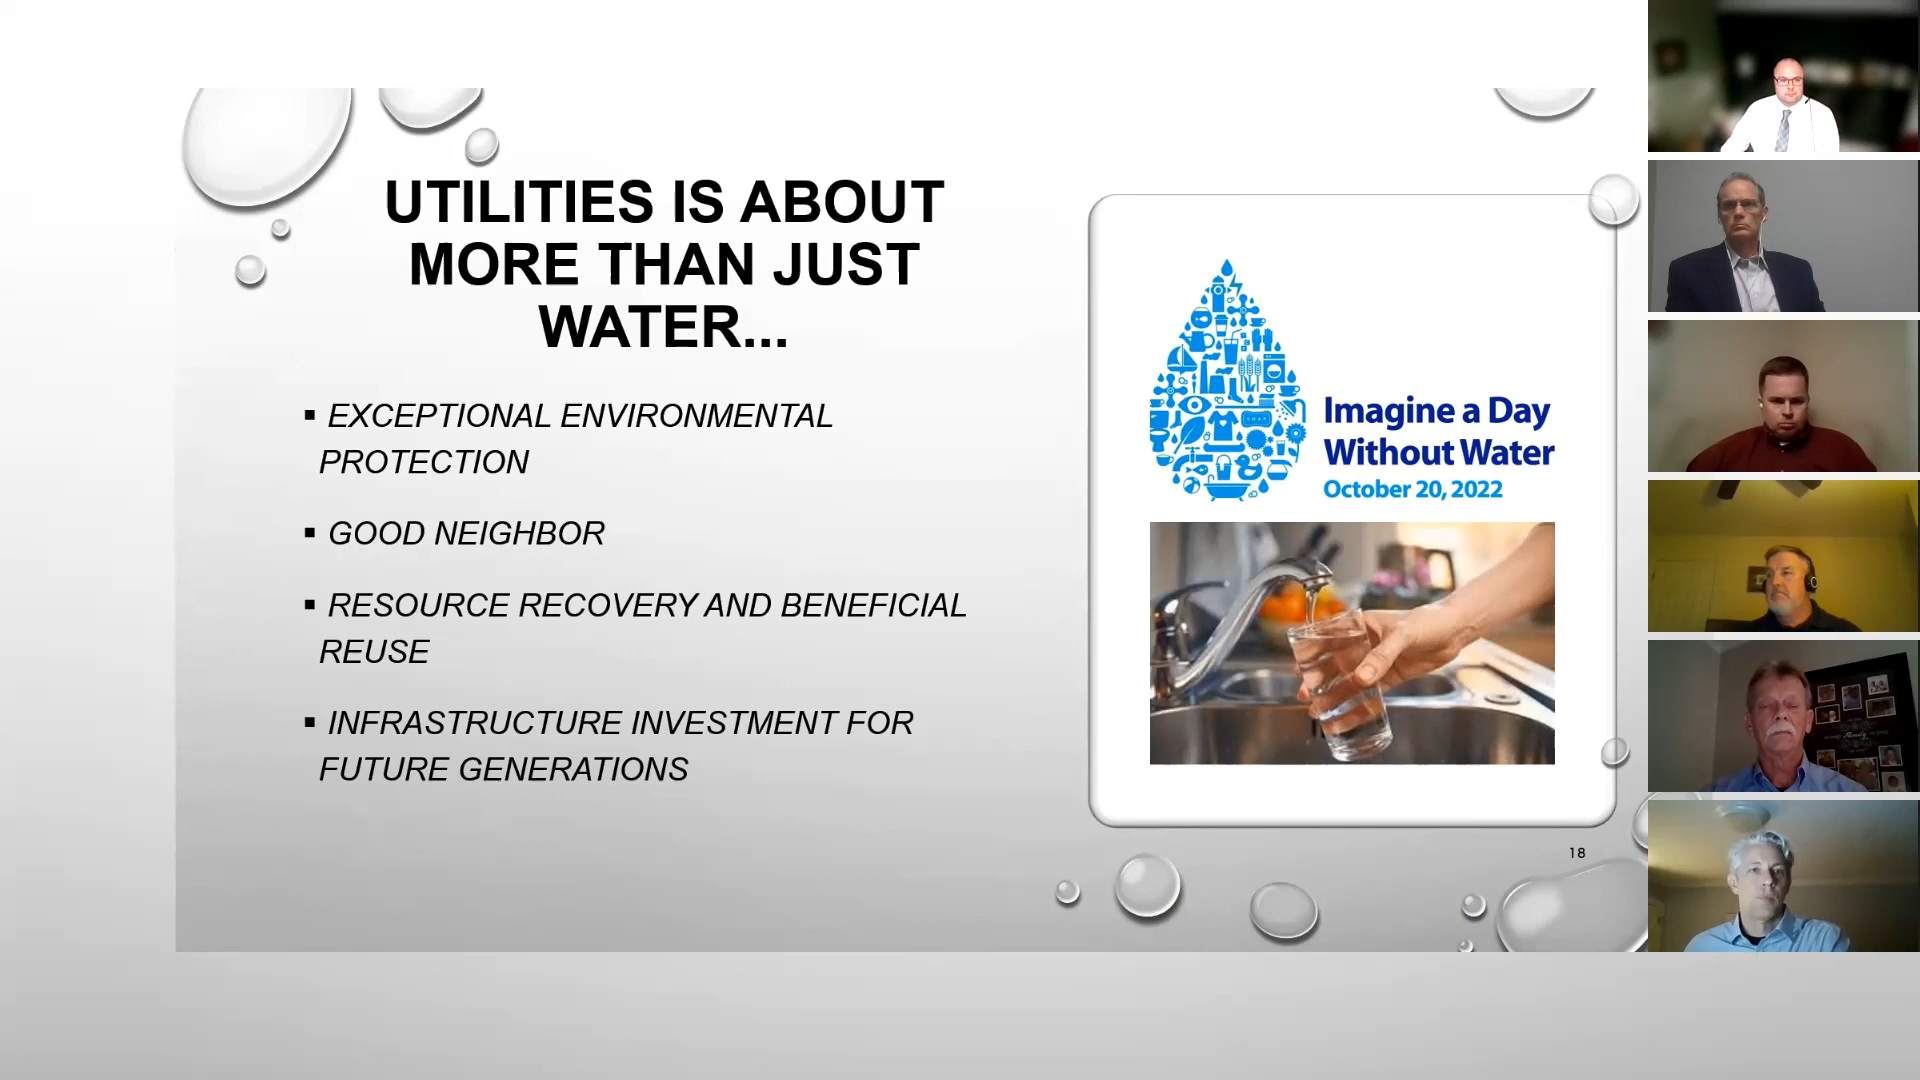 UTILITIES IS ABOUT
MORE THAN JUST
WATER...
▪ EXCEPTIONAL ENVIRONMENTAL
PROTECTION
▪ GOOD NEIGHBOR
▪ RESOURCE RECOVERY AND BENEFICIAL
REUSE
▪ INFRASTRUCTURE INVESTMENT FOR
FUTURE GENERATIONS
Imagine a Day
Without Water
October 20, 2022
18